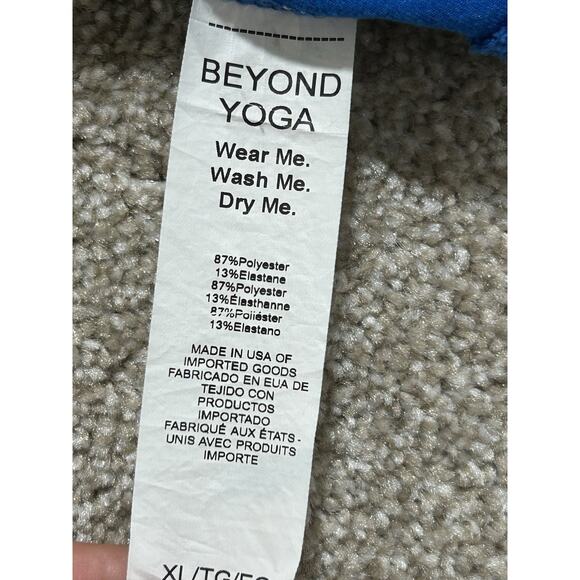 BEYOND
YOGA
Wear Me.
Wash Me.
Dry Me.
87%Polyester
13%Elastane
87%Polyester
13%Élasthanne
87%Poliéster
13%Elastano
MADE IN USA OF
IMPORTED GOODS
FABRICADO EN EUA DE
TEJIDO CON
PRODUCTOS
IMPORTADO
FABRIQUÉ AUX ÉTATS-
UNIS AVEC PRODUITS
IMPORTE
XL/TG/EG